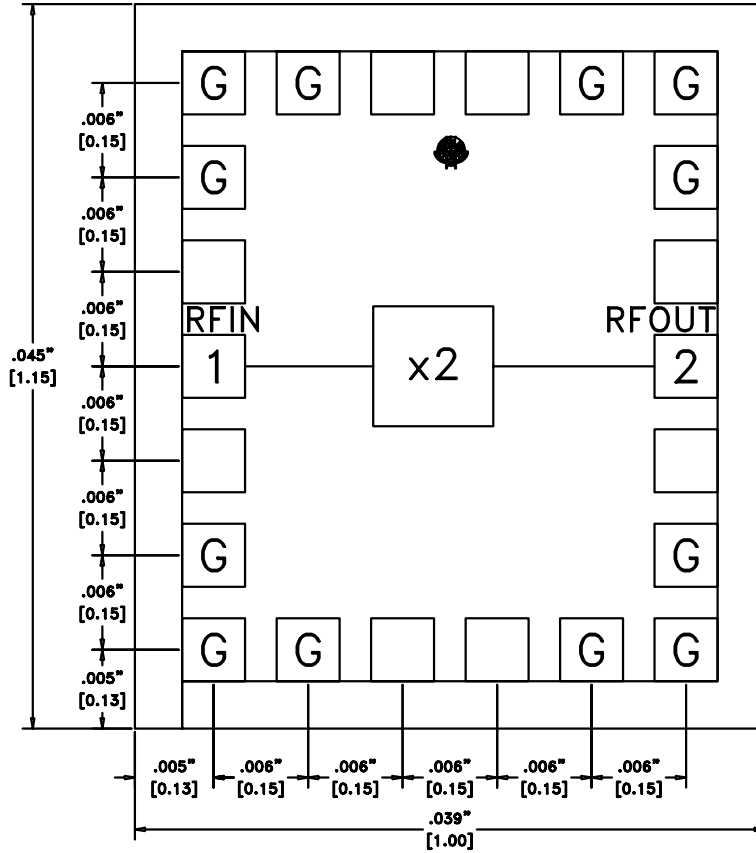 G G G G
.006"
[0.15]
G G
.006"
[0.15]
.006"
[0.15]
RFIN RFOUT
.045"
[1.15]
1 x2 2
.006"
[0.15]
.006"
[0.15]
G G
.006"
[0.15]
G G G G
.005"
[0.13]
.005" .006" .006" .006" .006" .006"
[0.13] [0.15] [0.15] [0.15] [0.15] [0.15]
.039"
[1.00]